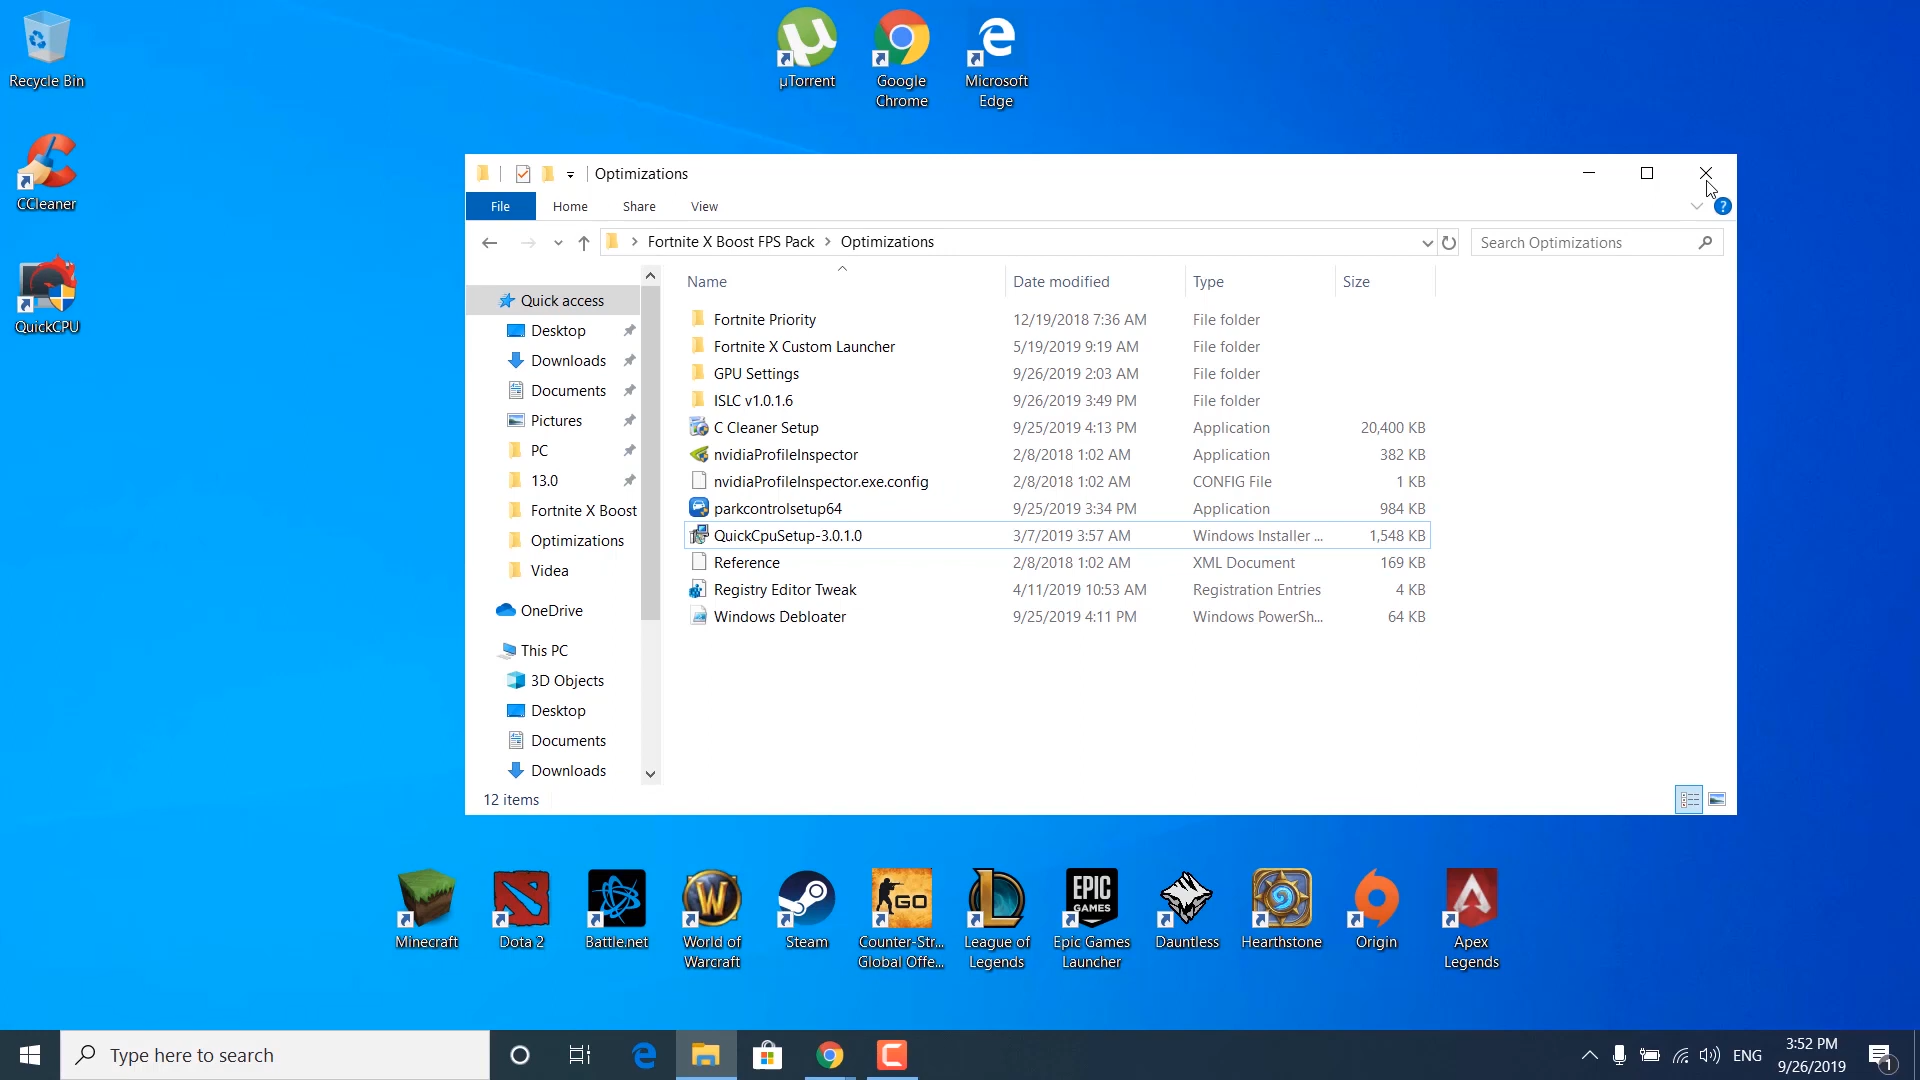 Recycle Bin
CCleaner
QuickCPU
µTorrent
Google
Chrome
Microsoft
Edge
Optimizations
File Home Share View
Fortnite X Boost FPS Pack Optimizations
Search Optimizations
Quick access
Desktop
Downloads
Documents
Pictures
PC
13.0
Fortnite X Boost
Optimizations
Videa
OneDrive
This PC
3D Objects
Desktop
Documents
Downloads
Name Date modified Type Size
Fortnite Priority 12/19/2018 7:36 AM File folder
Fortnite X Custom Launcher 5/19/2019 9:19 AM File folder
GPU Settings 9/26/2019 2:03 AM File folder
ISLC v1.0.1.6 9/26/2019 3:49 PM File folder
C Cleaner Setup 9/25/2019 4:13 PM Application 20,400 KB
nvidiaProfileInspector 2/8/2018 1:02 AM Application 382 KB
nvidiaProfileInspector.exe.config 2/8/2018 1:02 AM CONFIG File 1 KB
parkcontrolsetup64 9/25/2019 3:34 PM Application 984 KB
QuickCpuSetup-3.0.1.0 3/7/2019 3:57 AM Windows Installer ... 1,548 KB
Reference 2/8/2018 1:02 AM XML Document 169 KB
Registry Editor Tweak 4/11/2019 10:53 AM Registration Entries 4 KB
Windows Debloater 9/25/2019 4:11 PM Windows PowerSh... 64 KB
12 items
GO
EPIC
GAMES
Minecraft
Dota 2
Battle.net
World of
Warcraft
Steam
Counter-Str...
Global Offe...
League of
Legends
Epic Games
Launcher
Dauntless
Hearthstone
Origin
Apex
Legends
Type here to search
ENG
3:52 PM
9/26/2019
1